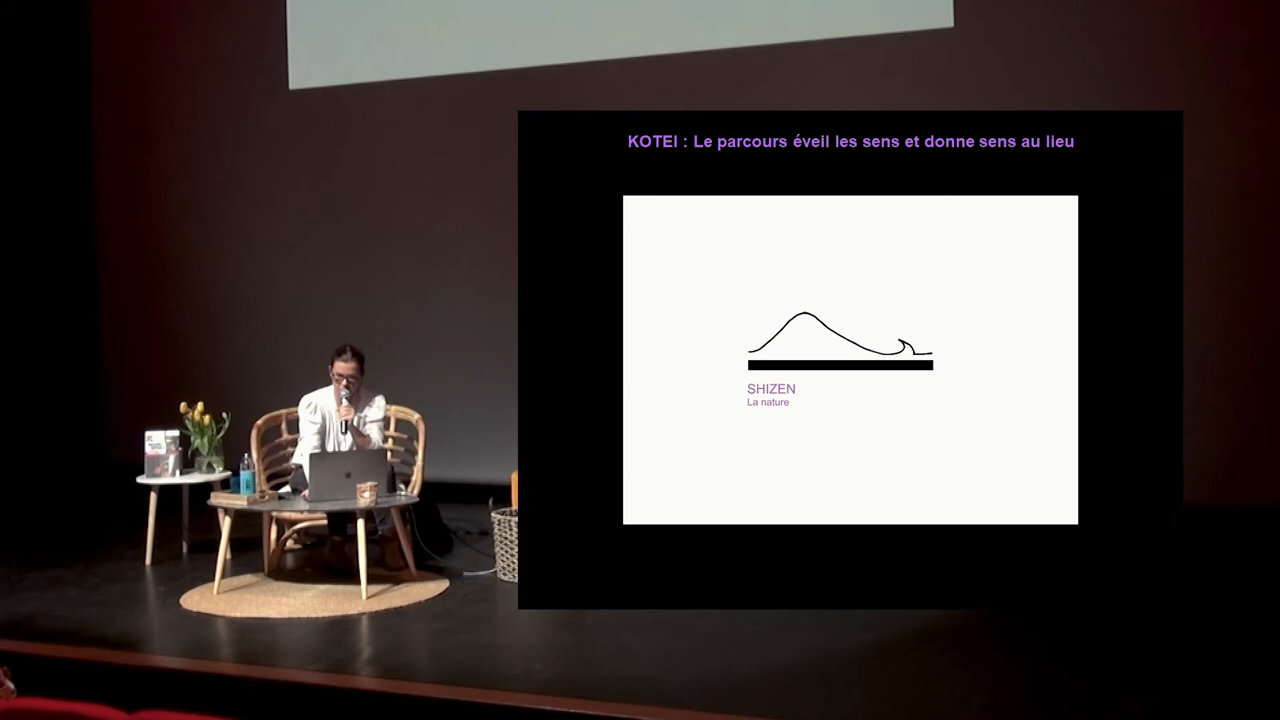 KOTEI : Le parcours éveil les sens et donne sens au lieu
SHIZEN
La nature